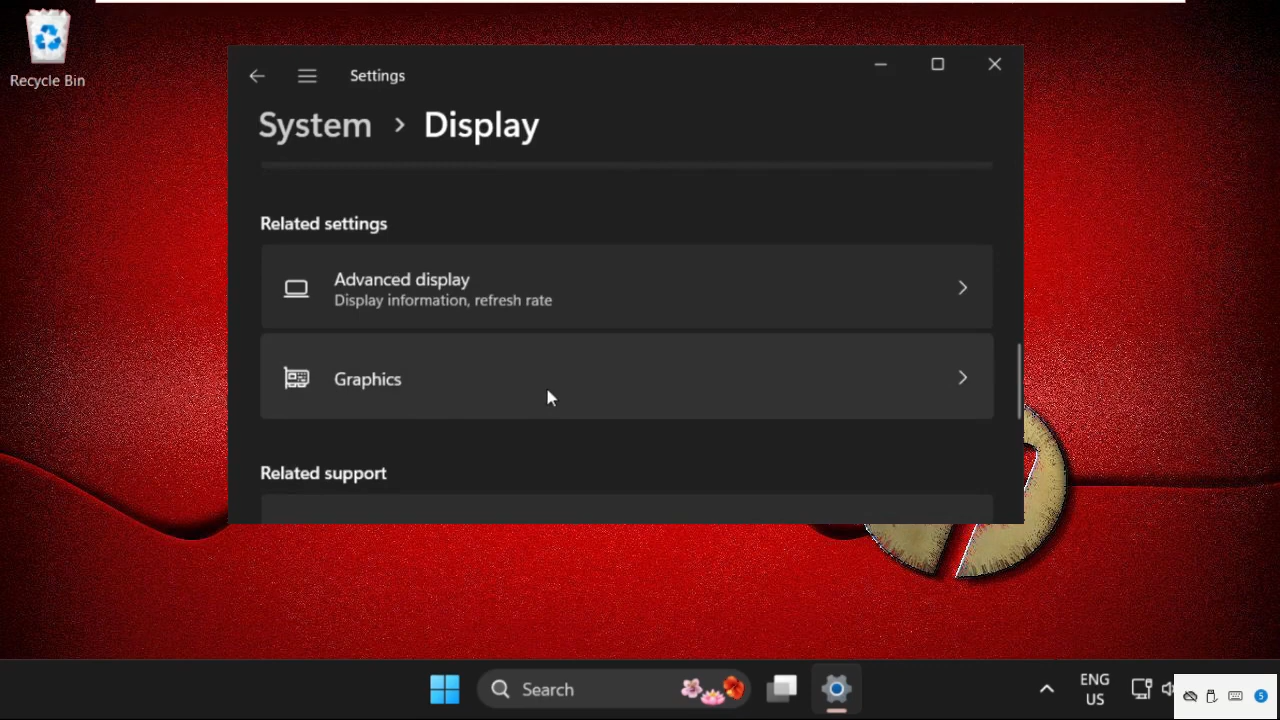 Recycle Bin
Settings
System > Display
Related settings
Advanced display
Display information, refresh rate
Graphics
Related support
Search
ENG
US
5